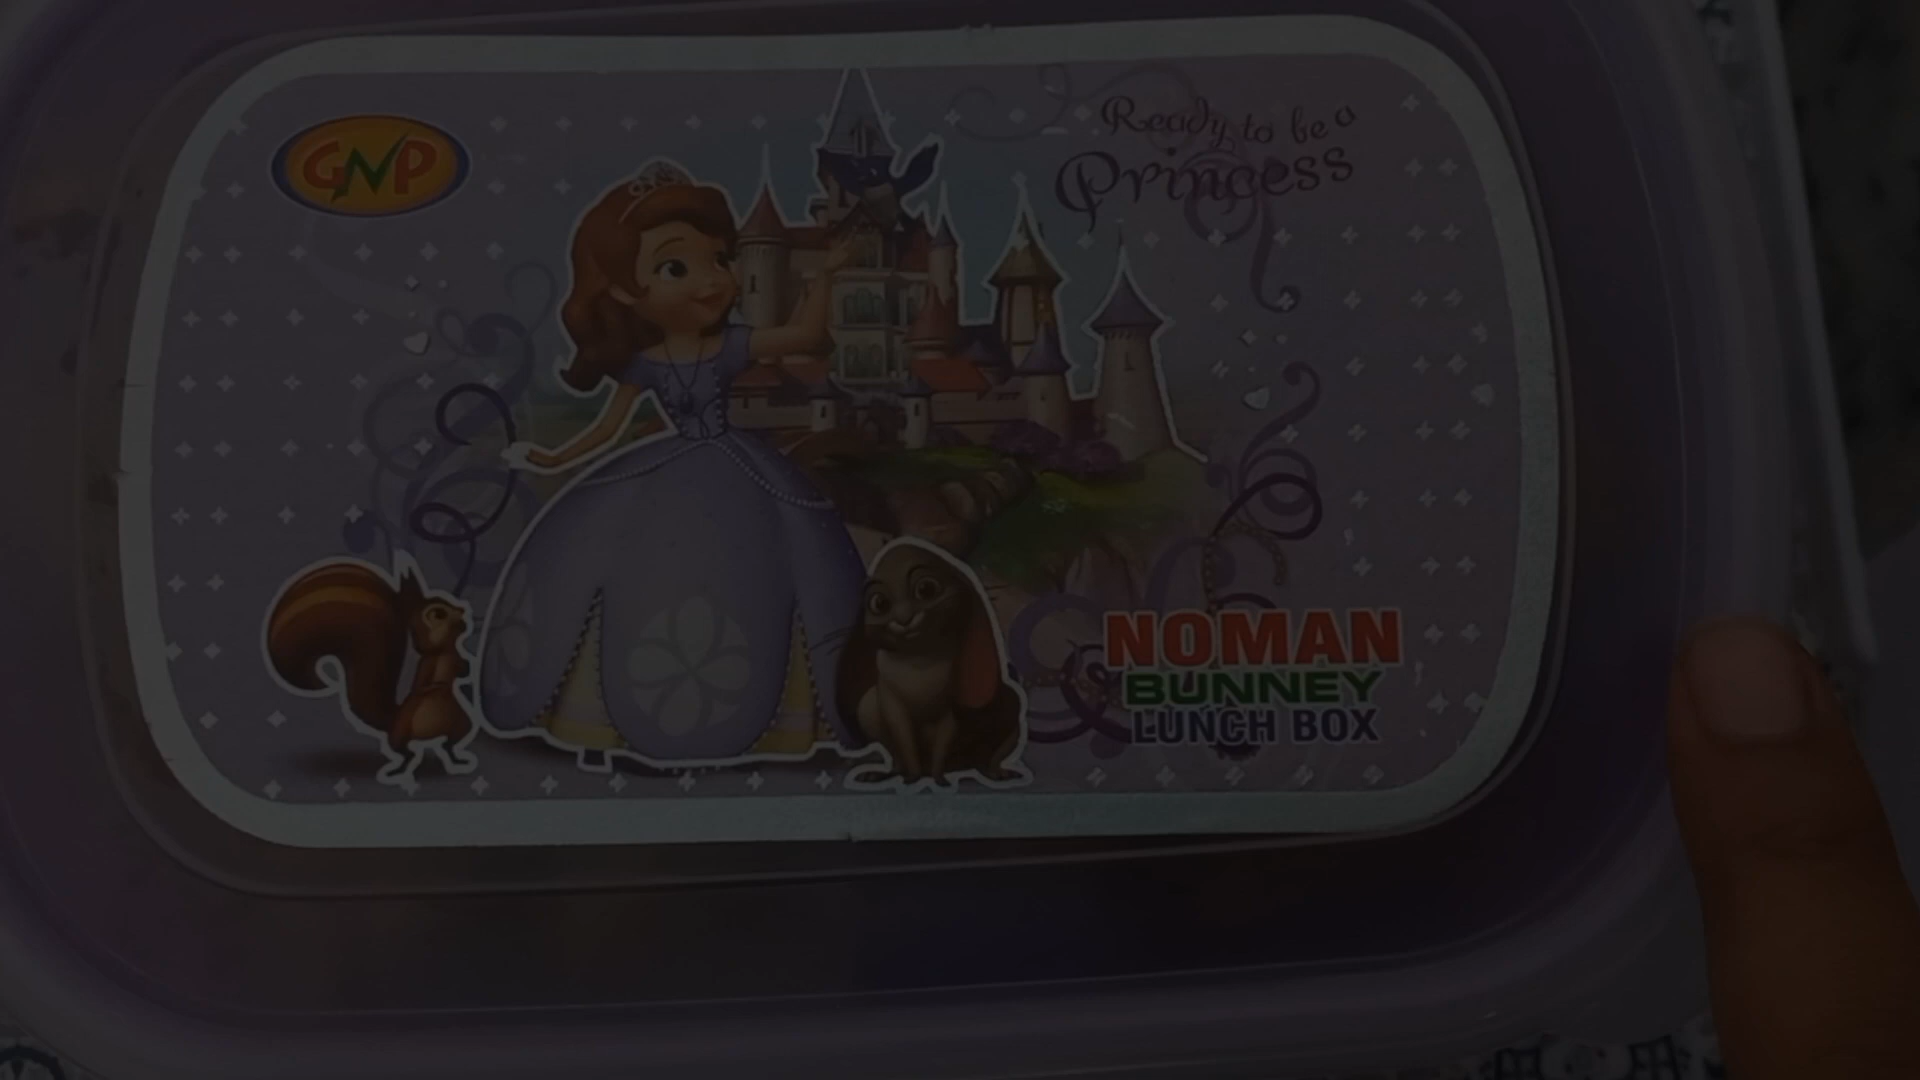 GNP
Ready to be a
Princess
NOMAN
BUNNEY
LUNCH BOX